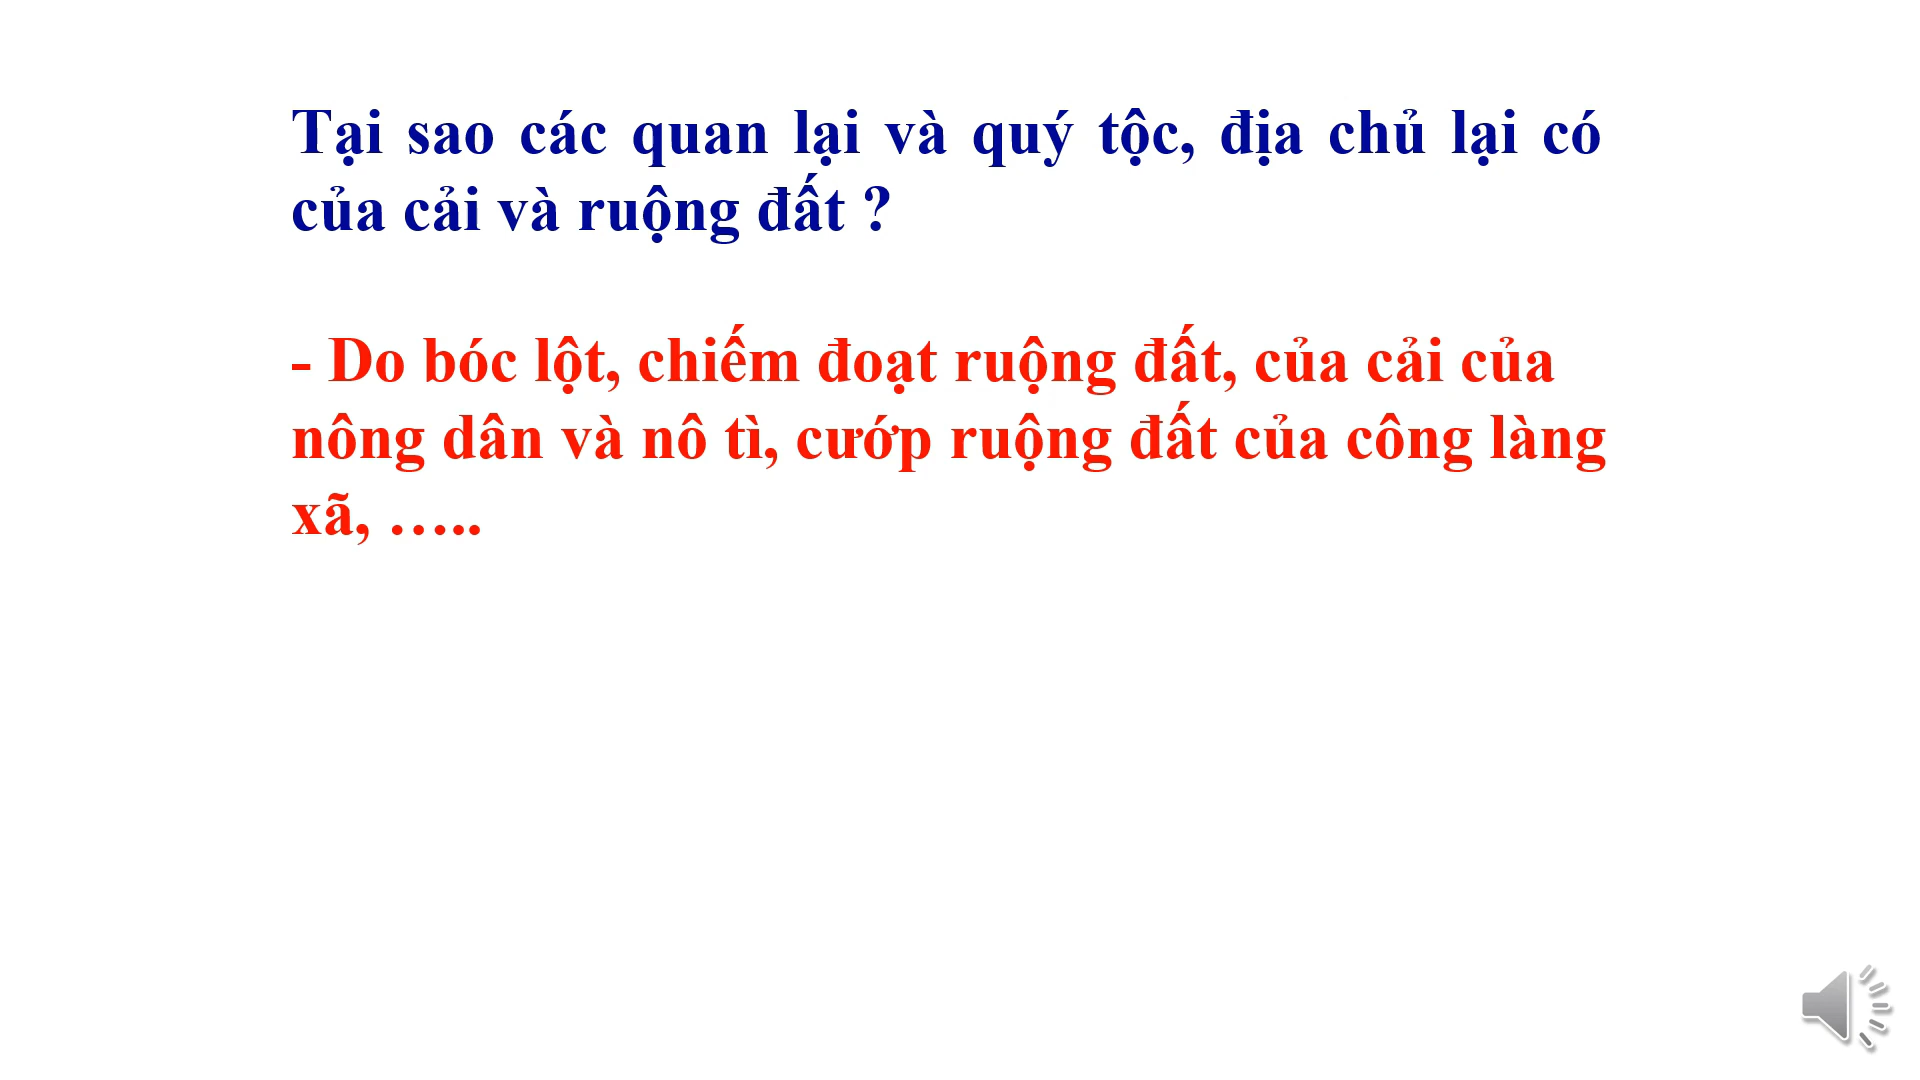 Tại sao các quan lại và quý tộc, địa chủ lại có
của cải và ruộng đất ?
- Do bóc lột, chiếm đoạt ruộng đất, của cải của
nông dân và nô tì, cướp ruộng đất của công làng
xã, …..